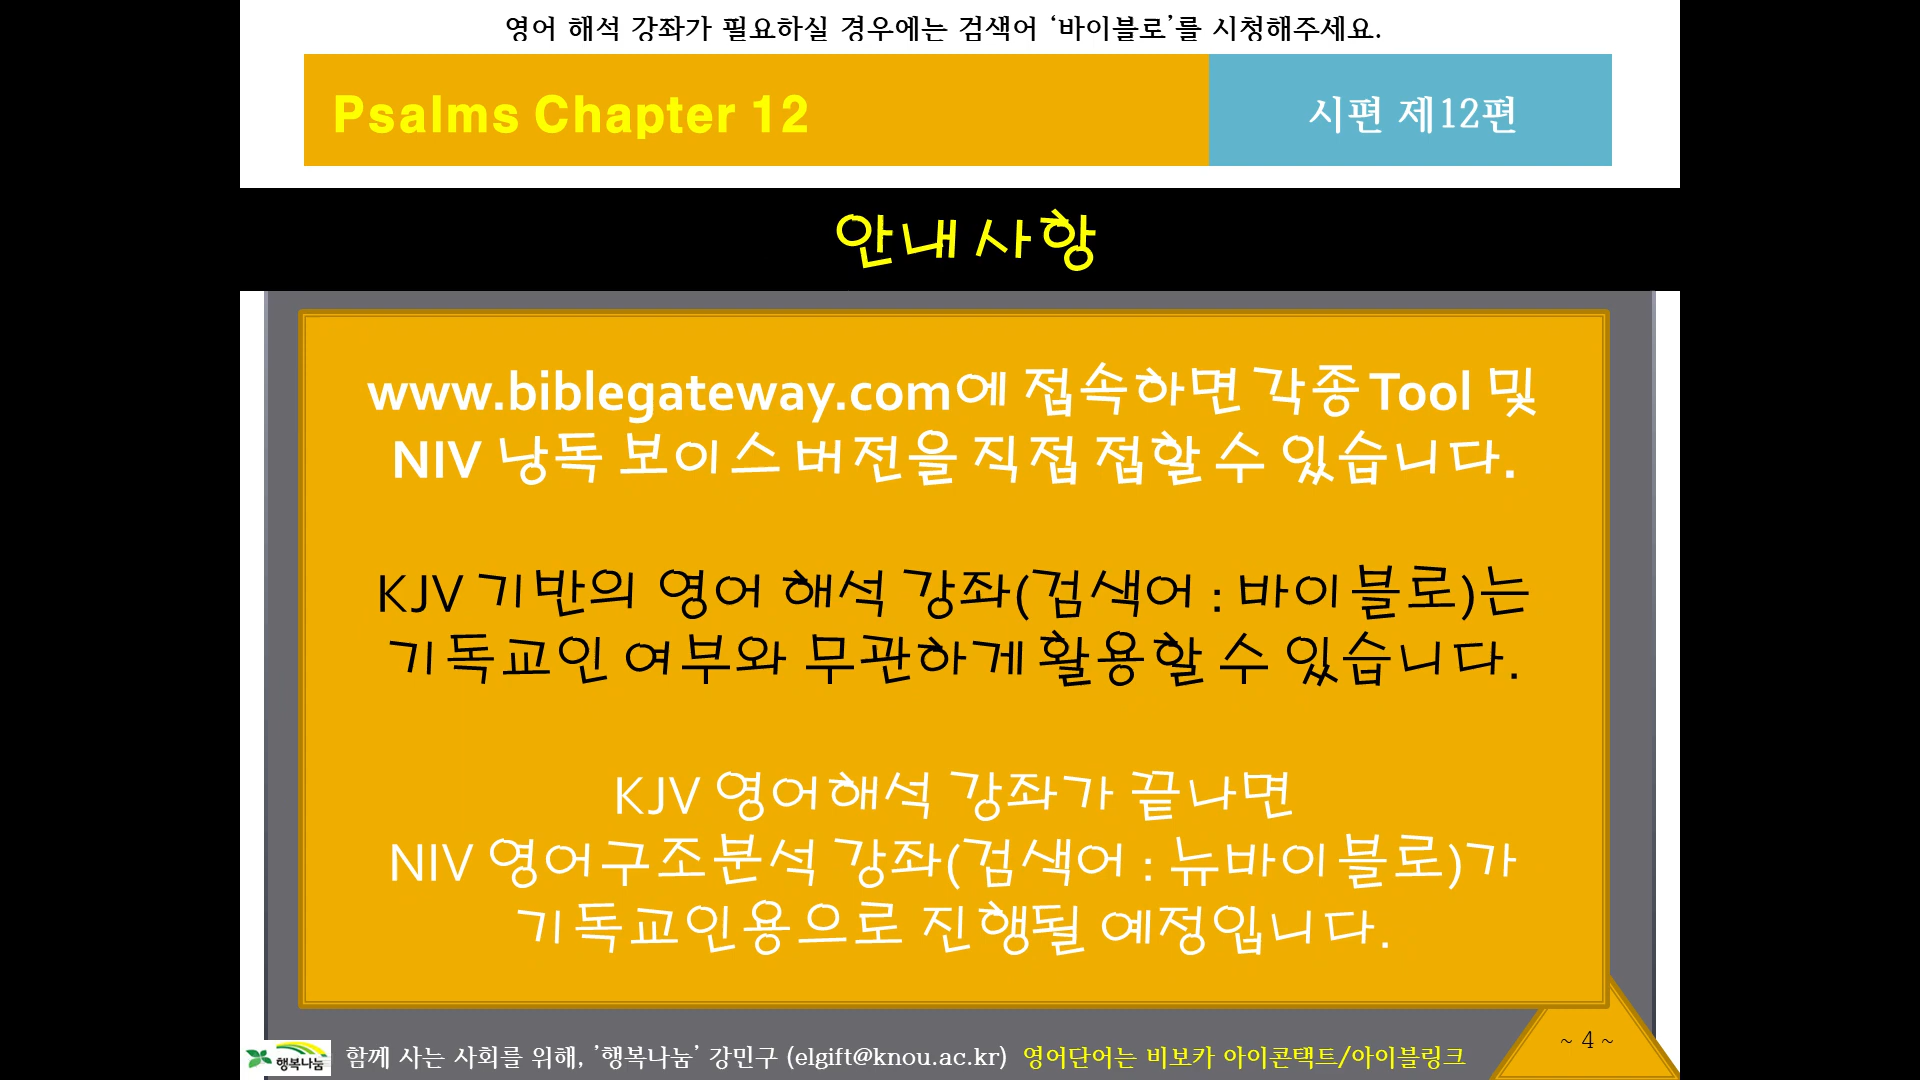 영어 해석 강좌가 필요하실 경우에는 검색어 ‘바이블로’를 시청해주세요.
Psalms Chapter 12
시편 제12편
안내사항
www.biblegateway.com에 접속하면 각종 Tool 및
NIV 낭독 보이스 버전을 직접 접할 수 있습니다.
KJV 기반의 영어 해석 강좌(검색어 : 바이블로)는
기독교인 여부와 무관하게 활용할 수 있습니다.
KJV 영어해석 강좌가 끝나면
NIV 영어구조분석 강좌(검색어 : 뉴바이블로)가
기독교인용으로 진행될 예정입니다.
~ 4 ~
행복나눔
함께 사는 사회를 위해, ’행복나눔’ 강민구 (elgift@knou.ac.kr) 영어단어는 비보카 아이콘택트/아이블링크